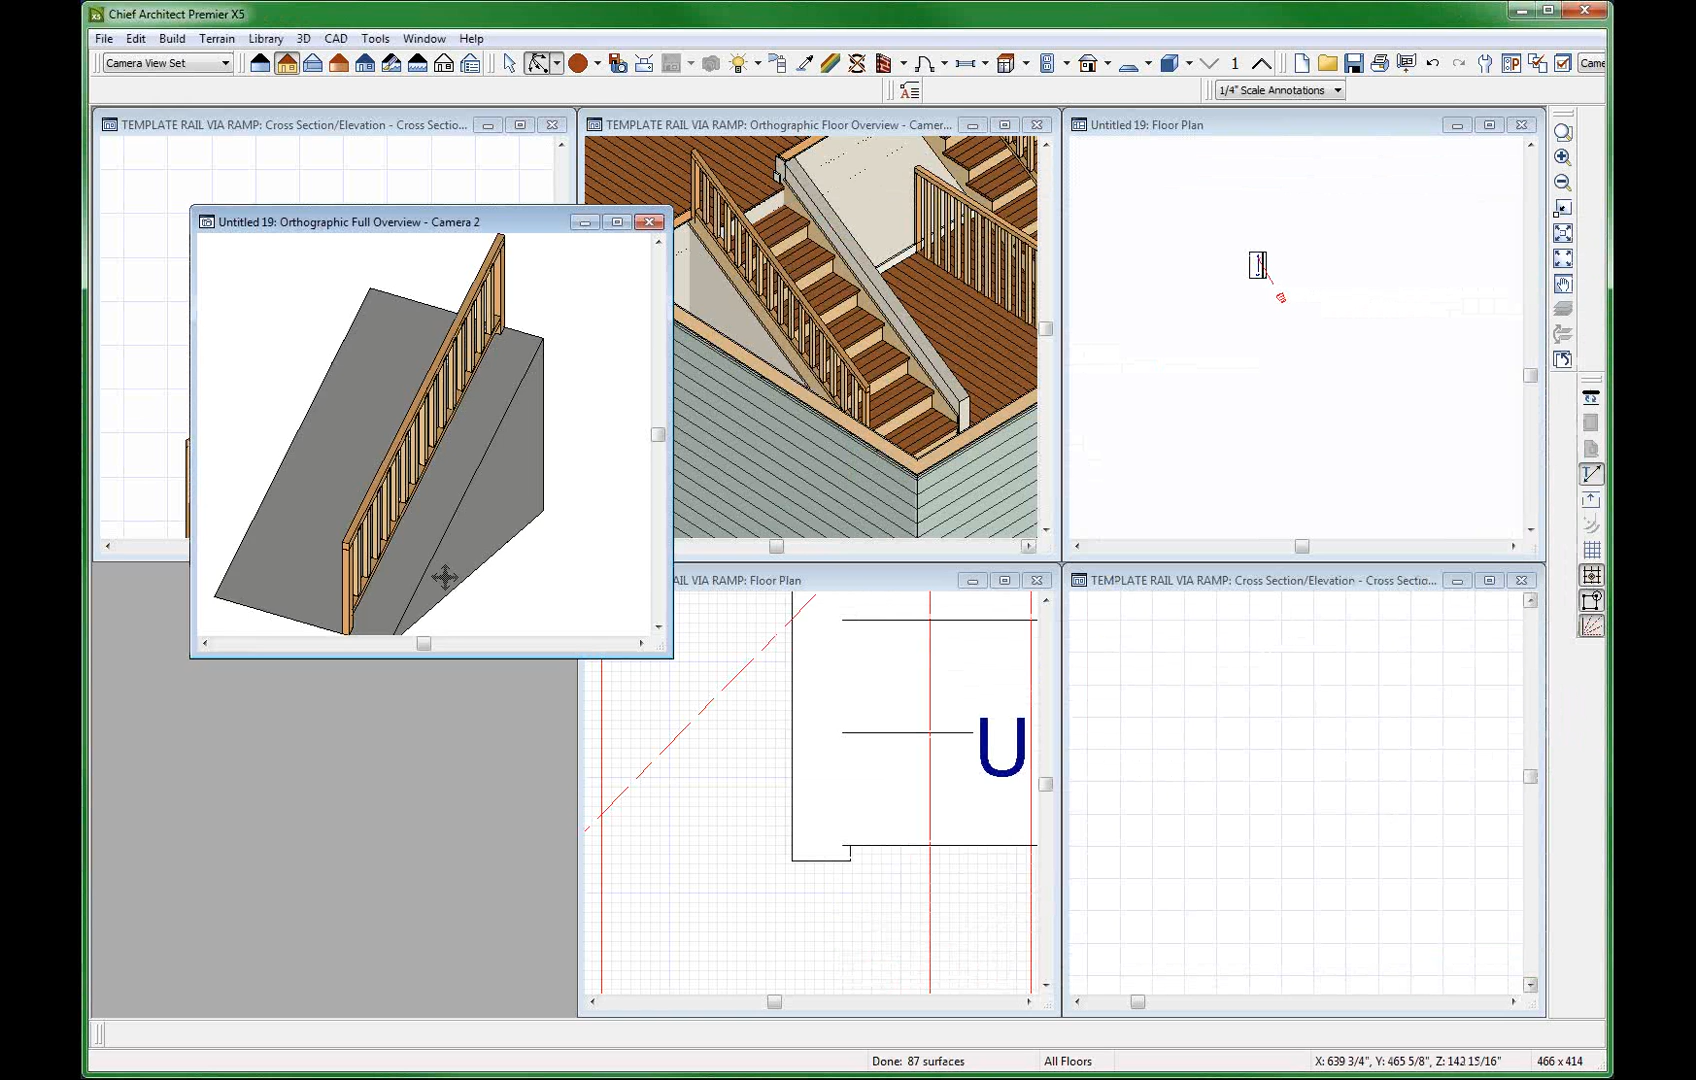 Chief Architect Premier X5
File Edit Build Terrain Library 3D CAD Tools Window Help
Camera View Set
1
Came
A
1/4" Scale Annotations
TEMPLATE RAIL VIA RAMP: Cross Section/Elevation - Cross Sectio...
TEMPLATE RAIL VIA RAMP: Orthographic Floor Overview - Camer...
Untitled 19: Floor Plan
Untitled 19: Orthographic Full Overview - Camera 2
AIL VIA RAMP: Floor Plan
TEMPLATE RAIL VIA RAMP: Cross Section/Elevation - Cross Sectio...
U
Done: 87 surfaces
All Floors
X: 639 3/4", Y: 465 5/8", Z: 142 15/16"
466 x 414